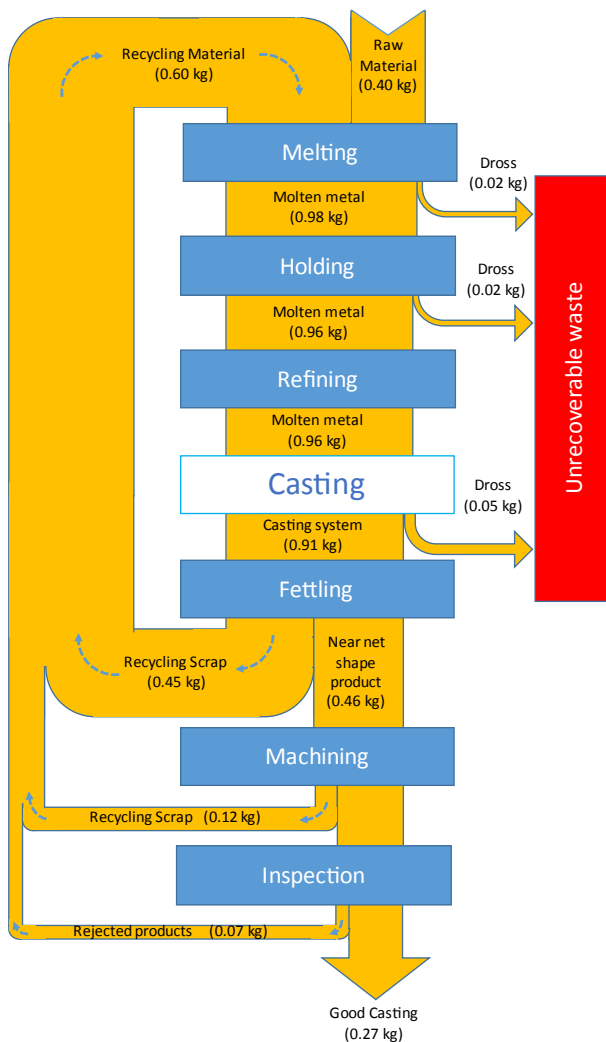 Recycling Material
(0.60 kg)
Raw
Material
(0.40 kg)
Melting
Dross
(0.02 kg)
Molten metal
(0.98 kg)
Holding
Dross
(0.02 kg)
Molten metal
(0.96 kg)
Refining
Molten metal
(0.96 kg)
Casting
Dross
(0.05 kg)
Unrecoverable waste
Casting system
(0.91 kg)
Fettling
Near net
shape
product
(0.46 kg)
Recycling Scrap
(0.45 kg)
Machining
Recycling Scrap (0.12 kg)
Inspection
Rejected products (0.07 kg)
Good Casting
(0.27 kg)